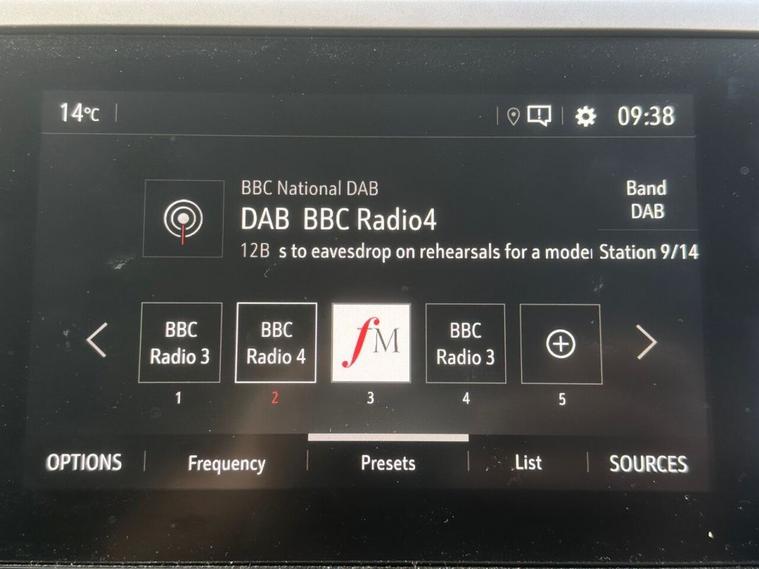 14°C
09:38
BBC National DAB
DAB BBC Radio4
12B s to eavesdrop on rehearsals for a mode
Band
DAB
Station 9/14
BBC
Radio 3
BBC
Radio 4
fM
BBC
Radio 3
1 2 3 4 5
OPTIONS Frequency Presets List SOURCES